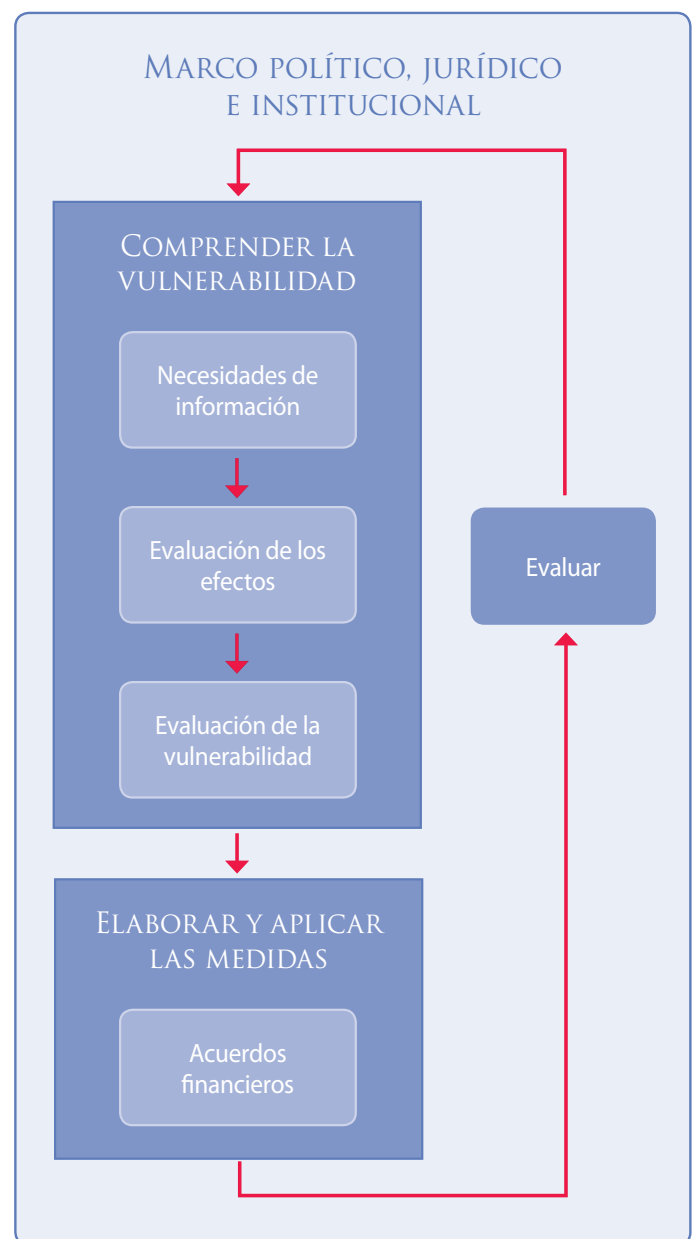 Marco político, jurídico
e institucional
Comprender la
vulnerabilidad
Necesidades de
información
Evaluación de los
efectos
Evaluar
Evaluación de la
vulnerabilidad
Elaborar y aplicar
las medidas
Acuerdos
financieros